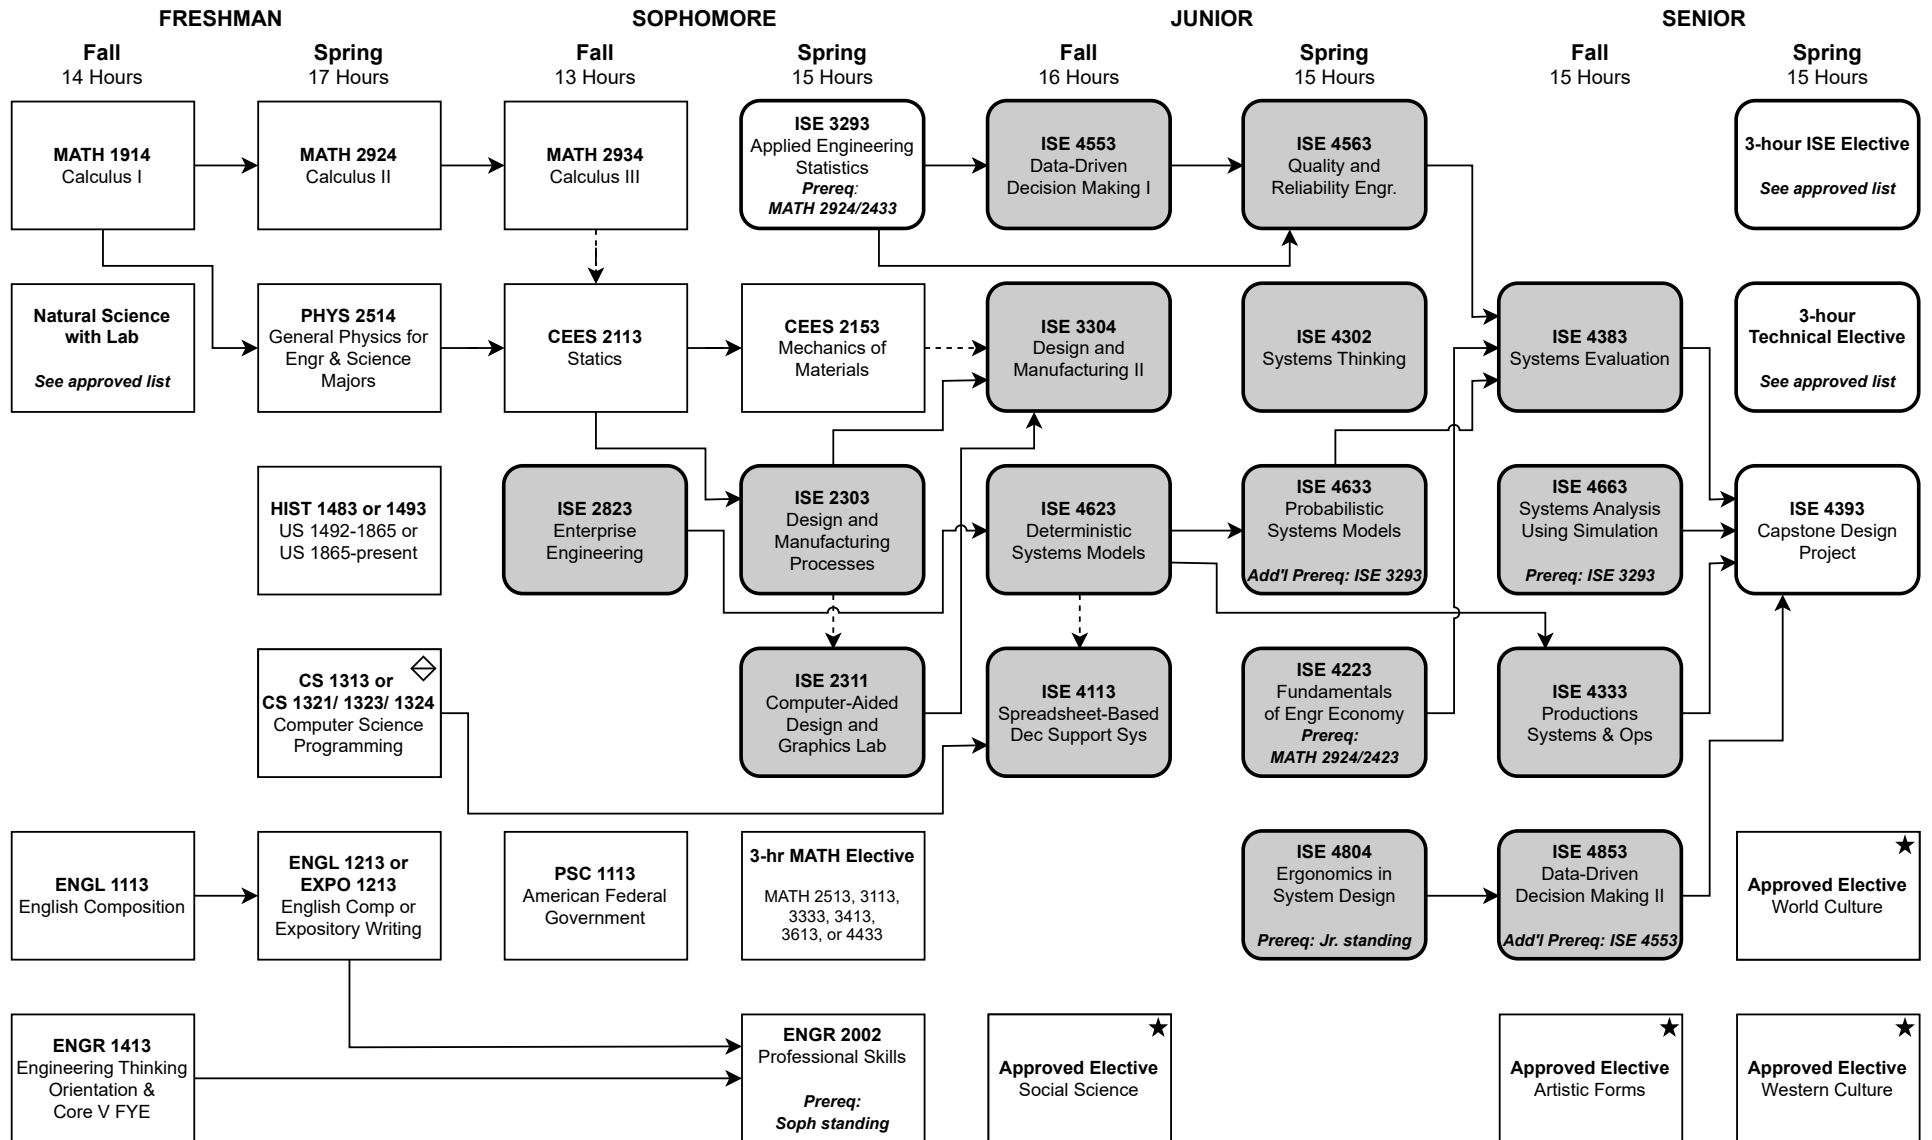 FRESHMAN
SOPHOMORE
JUNIOR
SENIOR
Fall
14 Hours
Spring
17 Hours
Fall
13 Hours
Spring
15 Hours
Fall
16 Hours
Spring
15 Hours
Fall
15 Hours
Spring
15 Hours
MATH 1914
Calculus I
MATH 2924
Calculus II
MATH 2934
Calculus III
ISE 3293
Applied Engineering
Statistics
Prereq:
MATH 2924/2433
ISE 4553
Data-Driven
Decision Making I
ISE 4563
Quality and
Reliability Engr.
3-hour ISE Elective
See approved list
Natural Science
with Lab
See approved list
PHYS 2514
General Physics for
Engr & Science
Majors
CEES 2113
Statics
CEES 2153
Mechanics of
Materials
ISE 3304
Design and
Manufacturing II
ISE 4302
Systems Thinking
ISE 4383
Systems Evaluation
3-hour
Technical Elective
See approved list
HIST 1483 or 1493
US 1492-1865 or
US 1865-present
ISE 2823
Enterprise
Engineering
ISE 2303
Design and
Manufacturing
Processes
ISE 4623
Deterministic
Systems Models
ISE 4633
Probabilistic
Systems Models
Add'l Prereq: ISE 3293
ISE 4663
Systems Analysis
Using Simulation
Prereq: ISE 3293
ISE 4393
Capstone Design
Project
CS 1313 or
CS 1321/ 1323/ 1324
Computer Science
Programming
ISE 2311
Computer-Aided
Design and
Graphics Lab
ISE 4113
Spreadsheet-Based
Dec Support Sys
ISE 4223
Fundamentals
of Engr Economy
Prereq:
MATH 2924/2423
ISE 4333
Productions
Systems & Ops
ENGL 1113
English Composition
ENGL 1213 or
EXPO 1213
English Comp or
Expository Writing
PSC 1113
American Federal
Government
3-hr MATH Elective
MATH 2513, 3113,
3333, 3413,
3613, or 4433
ISE 4804
Ergonomics in
System Design
Prereq: Jr. standing
ISE 4853
Data-Driven
Decision Making II
Add'l Prereq: ISE 4553
Approved Elective
World Culture
ENGR 1413
Engineering Thinking
Orientation &
Core V FYE
ENGR 2002
Professional Skills
Prereq:
Soph standing
Approved Elective
Social Science
Approved Elective
Artistic Forms
Approved Elective
Western Culture